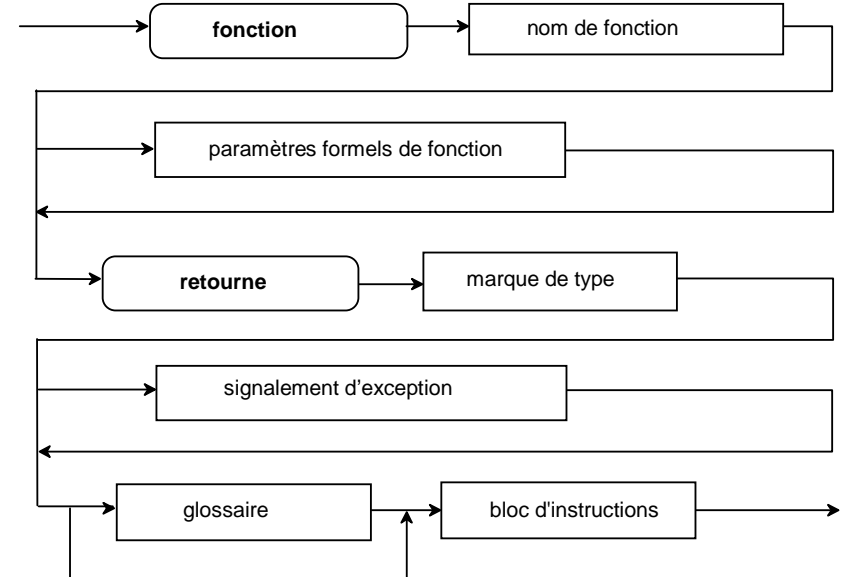 fonction
nom de fonction
paramètres formels de fonction
retourne
marque de type
signalement d’exception
glossaire
bloc d'instructions